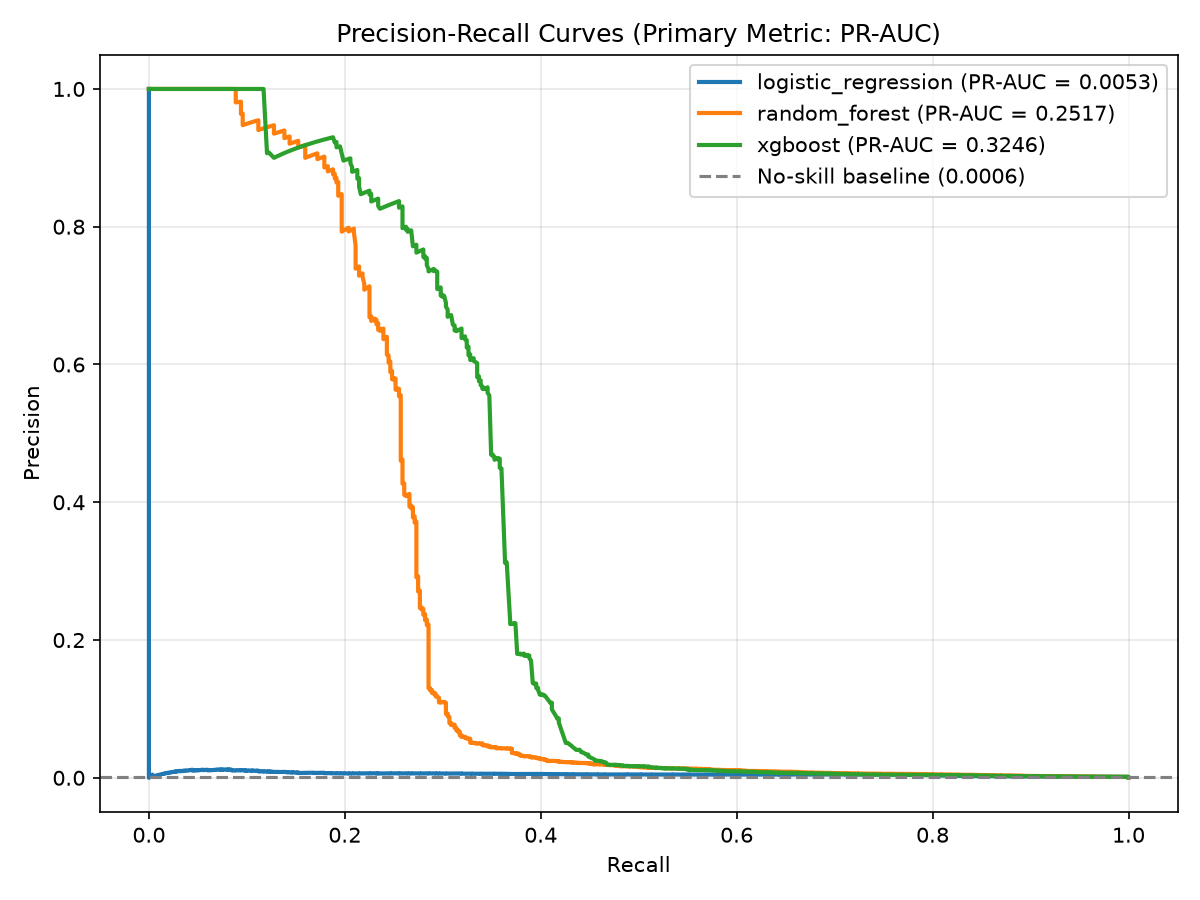 Precision-Recall Curves (Primary Metric: PR-AUC)
logistic_regression (PR-AUC = 0.0053)
random_forest (PR-AUC = 0.2517)
xgboost (PR-AUC = 0.3246)
No-skill baseline (0.0006)
Precision
1.0
0.8
0.6
0.4
0.2
0.0
0.0 0.2 0.4 0.6 0.8 1.0
Recall